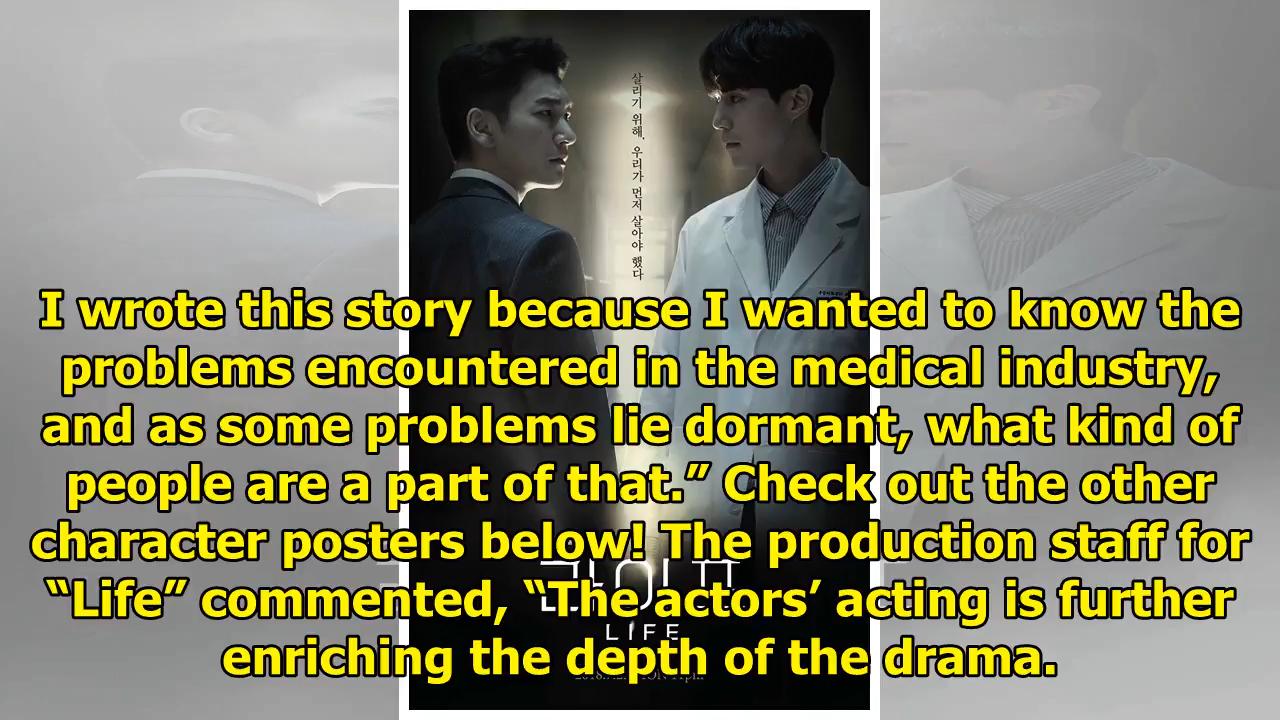 살리기 위해, 우리가 먼저 살아야 했다
I wrote this story because I wanted to know the
problems encountered in the medical industry,
and as some problems lie dormant, what kind of
people are a part of that.” Check out the other
character posters below! The production staff for
“Life” commented, “The actors’ acting is further
LIFE
enriching the depth of the drama.